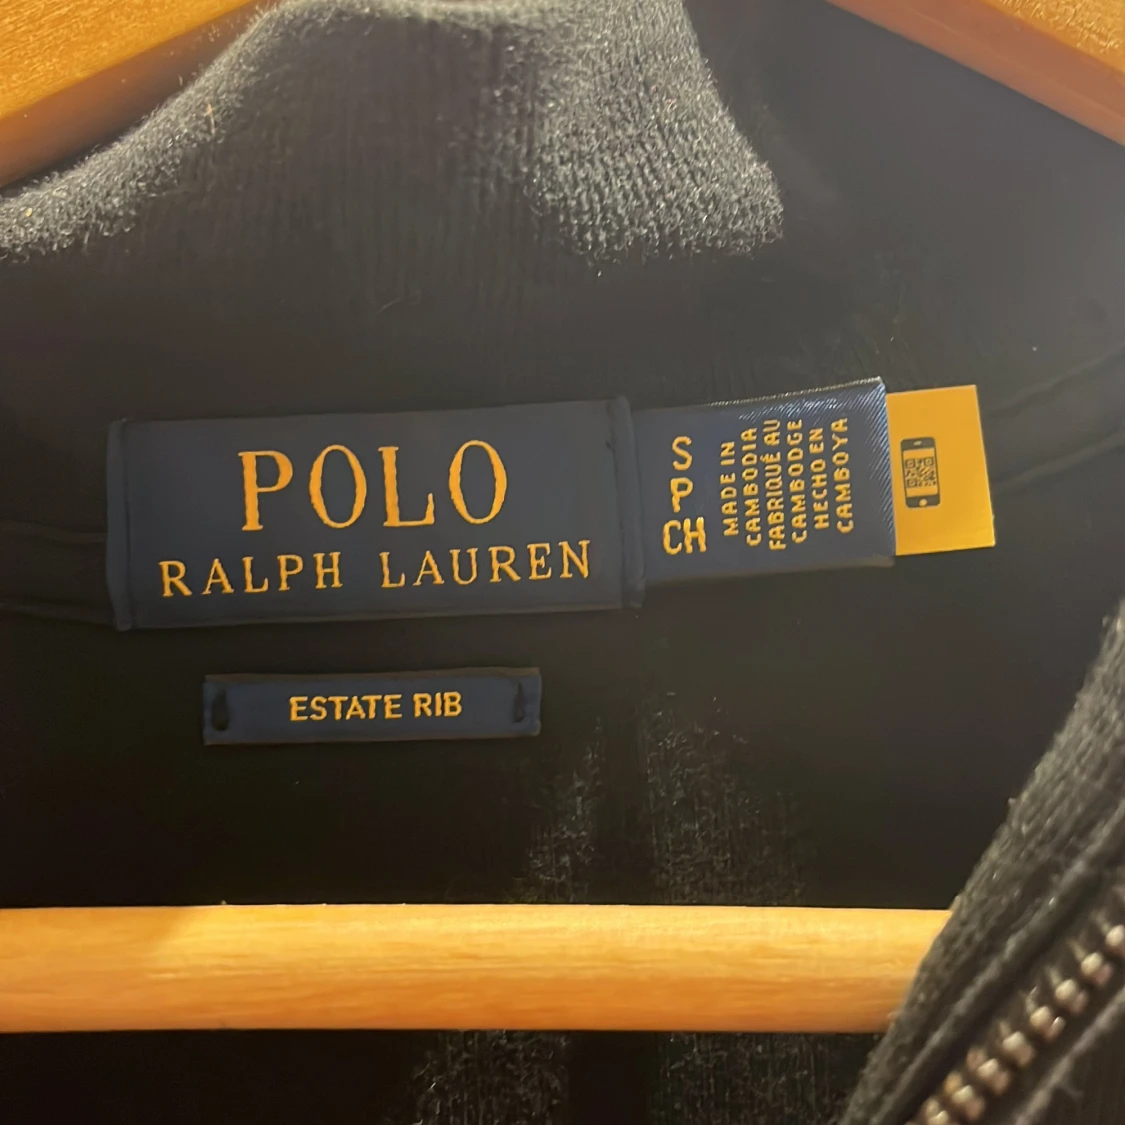 POLO
RALPH LAUREN
S
P
CH
MADE IN
CAMBODIA
FABRIQUÉ AU
CAMBODGE
HECHO EN
CAMBOYA
ESTATE RIB